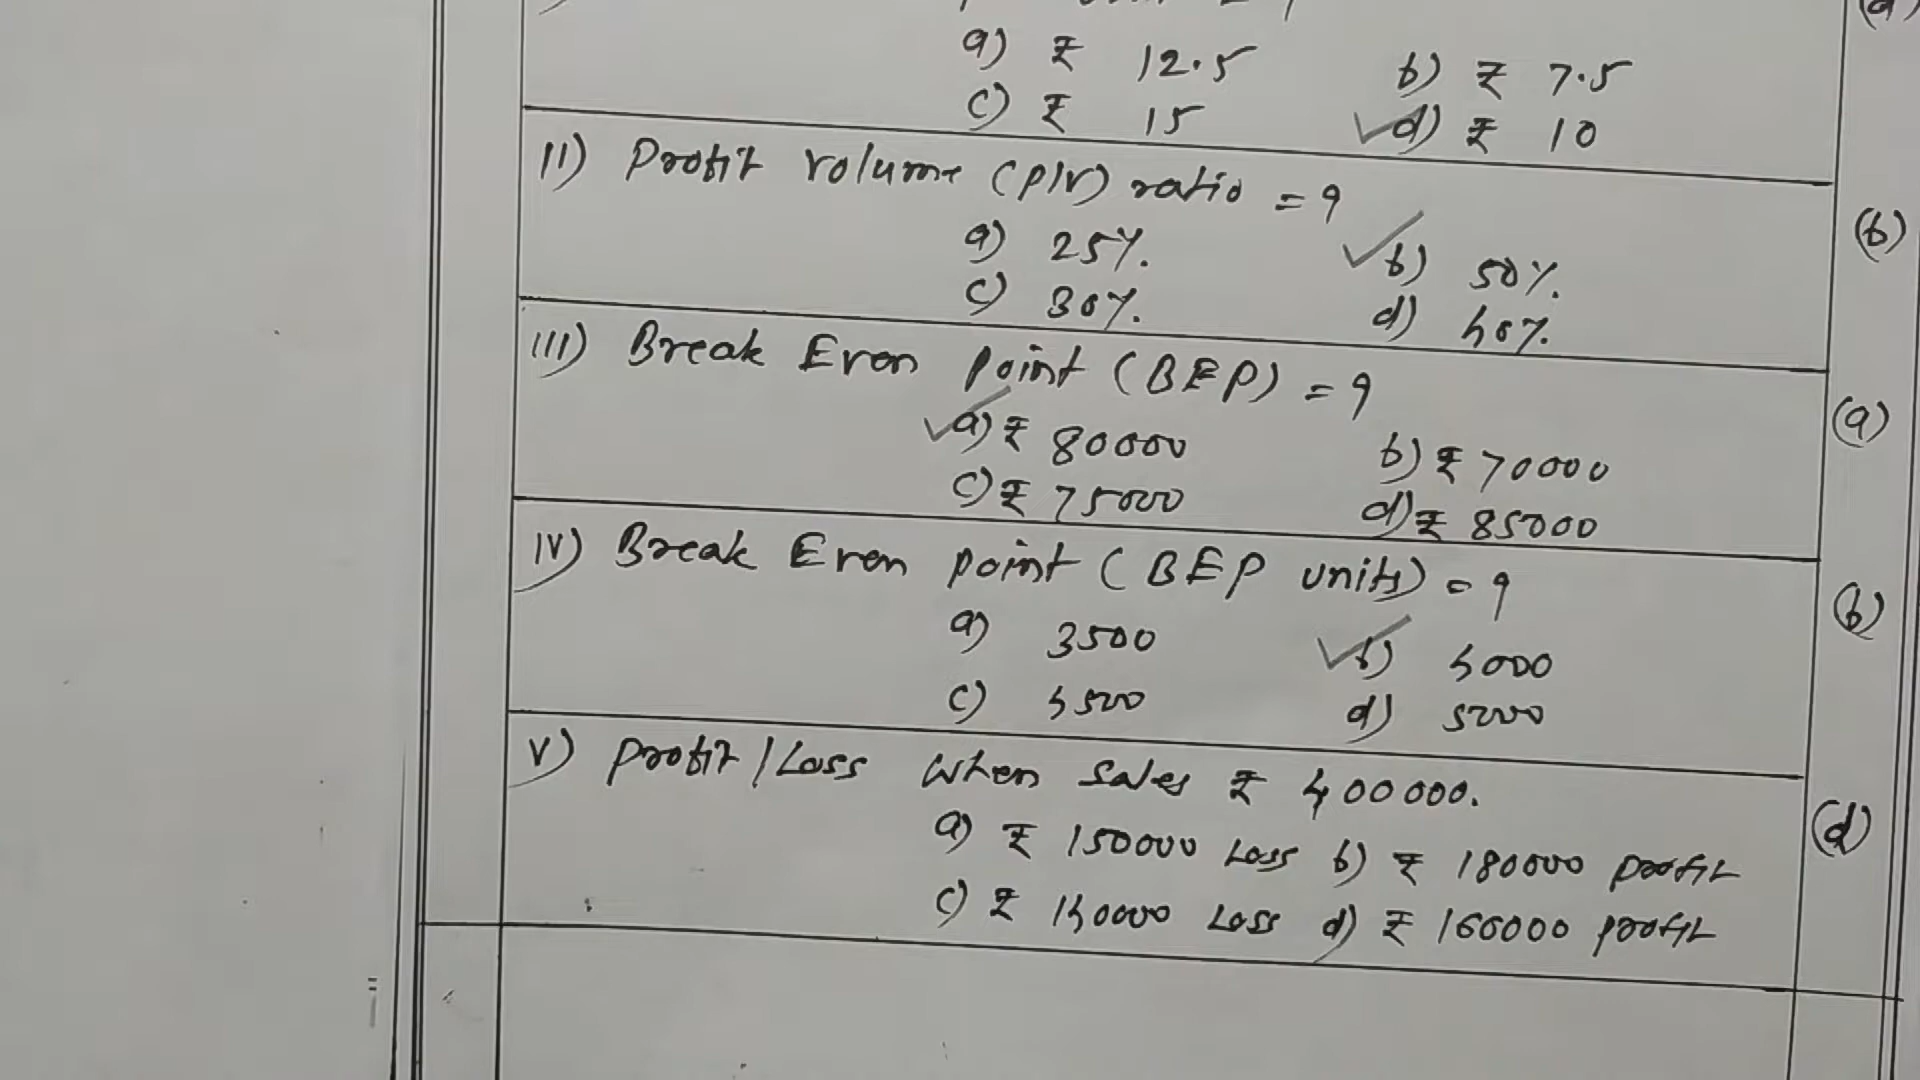 a) ₹ 12.5 b) ₹ 7.5
c) ₹ 15 d) ₹ 10
(d)
II) Profit Volume (P/V) ratio = ?
a) 25%. b) 50%.
c) 30%. d) 40%.
(b)
III) Break Even Point (BEP) = ?
a) ₹ 80000 b) ₹ 70000
c) ₹ 75000 d) ₹ 85000
(a)
IV) Break Even Point (BEP units) = ?
a) 3500 b) 4000
c) 4500 d) 5000
(b)
V) Profit / Loss When Sales ₹ 400000.
a) ₹ 150000 Loss b) ₹ 180000 Profit
c) ₹ 140000 Loss d) ₹ 160000 Profit
(d)